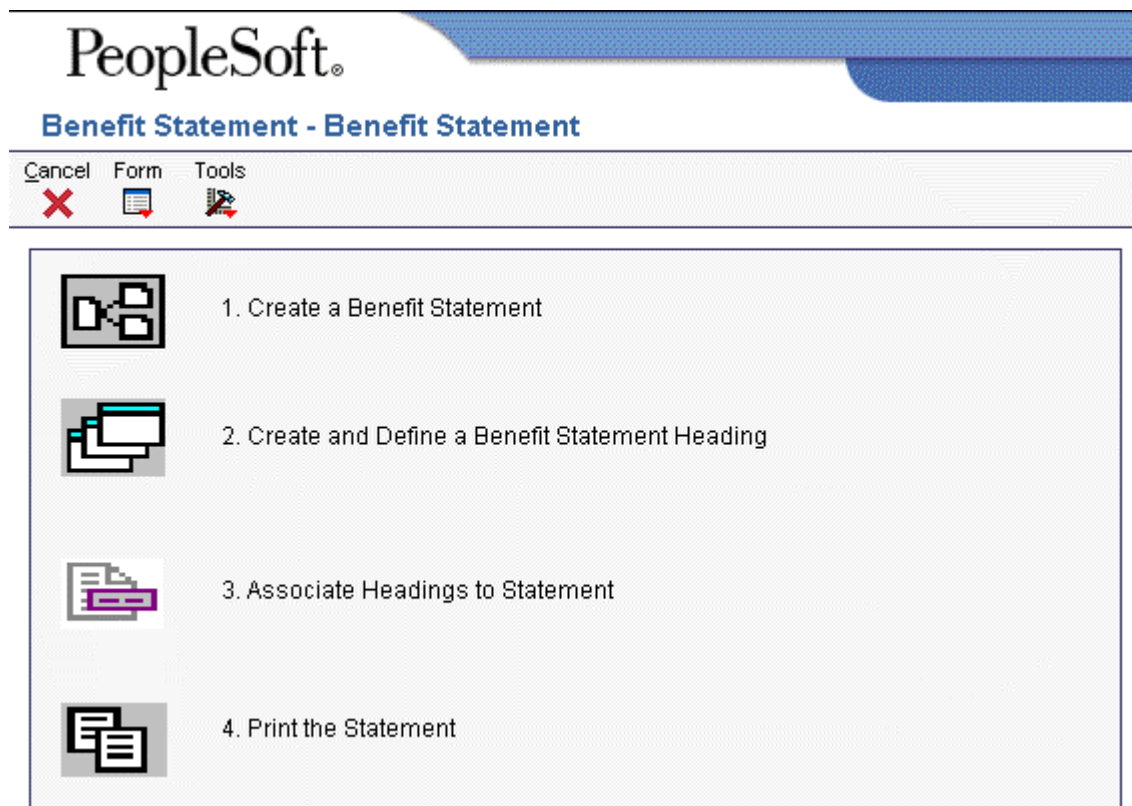 PeopleSoft®
Benefit Statement - Benefit Statement
Cancel Form Tools
1. Create a Benefit Statement
2. Create and Define a Benefit Statement Heading
3. Associate Headings to Statement
4. Print the Statement